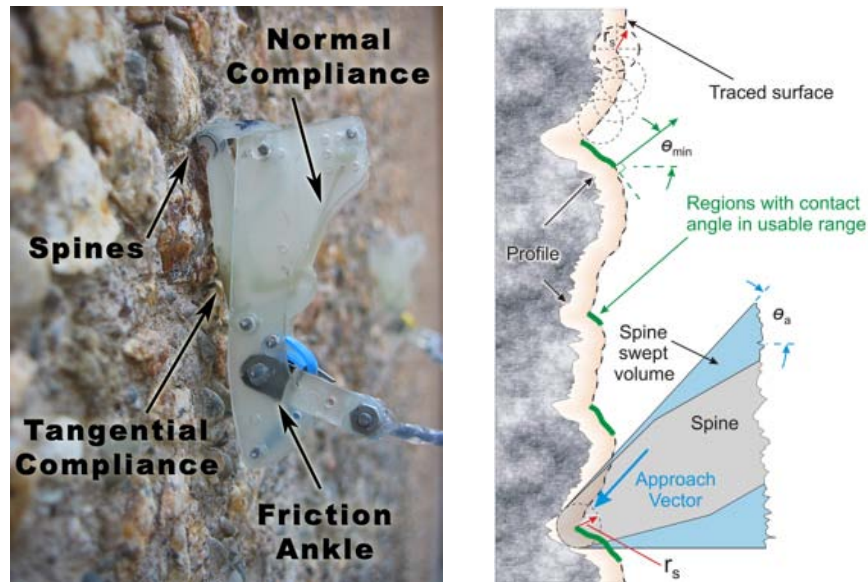 Normal
Compliance
Spines
Tangential
Compliance
Friction
Ankle
rs
Traced surface
θmin
Regions with contact
angle in usable range
Profile
θa
Spine
swept
volume
Spine
Approach
Vector
rs